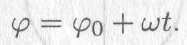 φ = φ₀ + ωt.